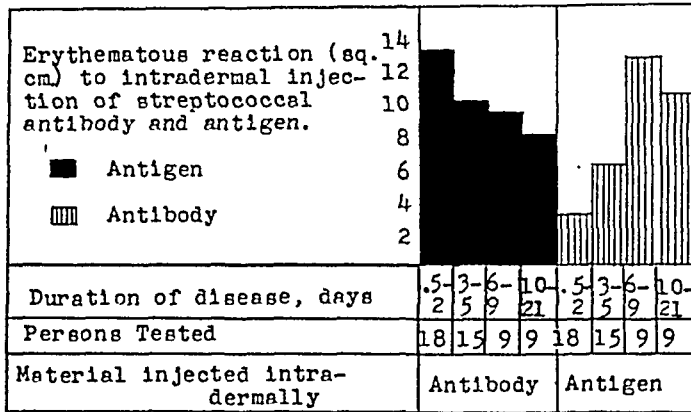 Erythematous reaction (sq.
cm.) to intradermal injec-
tion of streptococcal
antibody and antigen.
Antigen
Antibody
14
12
10
8
6
4
2
Duration of disease, days
.5-2 3-5 6-9 10-21 .5-2 3-5 6-9 10-21
Persons Tested 18 15 9 9 18 15 9 9
Material injected intra-
dermally
Antibody Antigen